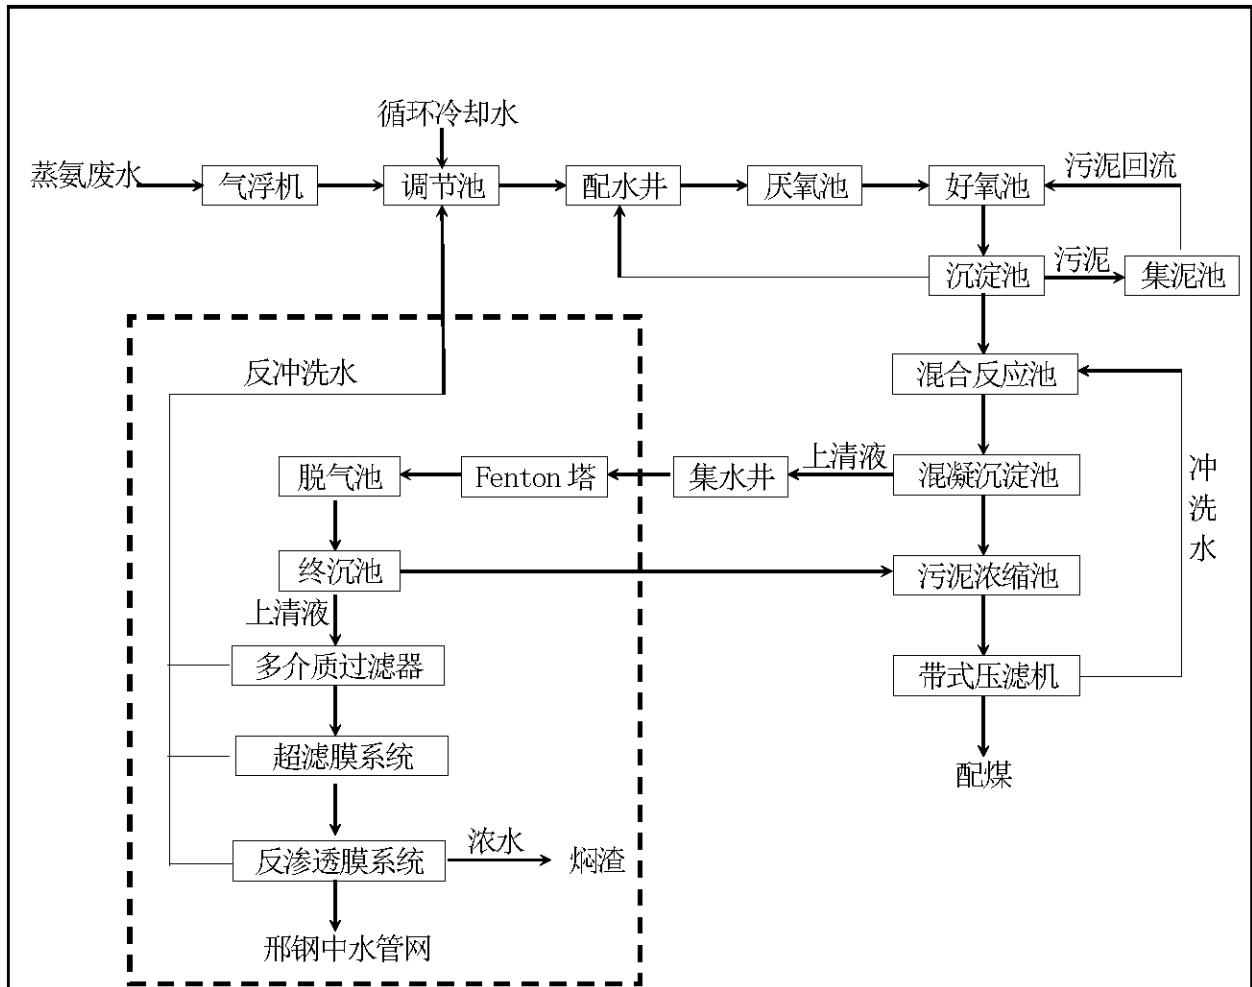 循环冷却水
蒸氨废水
气浮机
调节池
配水井
厌氧池
好氧池
污泥回流
沉淀池
污泥
集泥池
反冲洗水
混合反应池
脱气池
Fenton 塔
集水井
上清液
混凝沉淀池
冲洗水
终沉池
污泥浓缩池
上清液
多介质过滤器
带式压滤机
超滤膜系统
配煤
反渗透膜系统
浓水
焖渣
邢钢中水管网